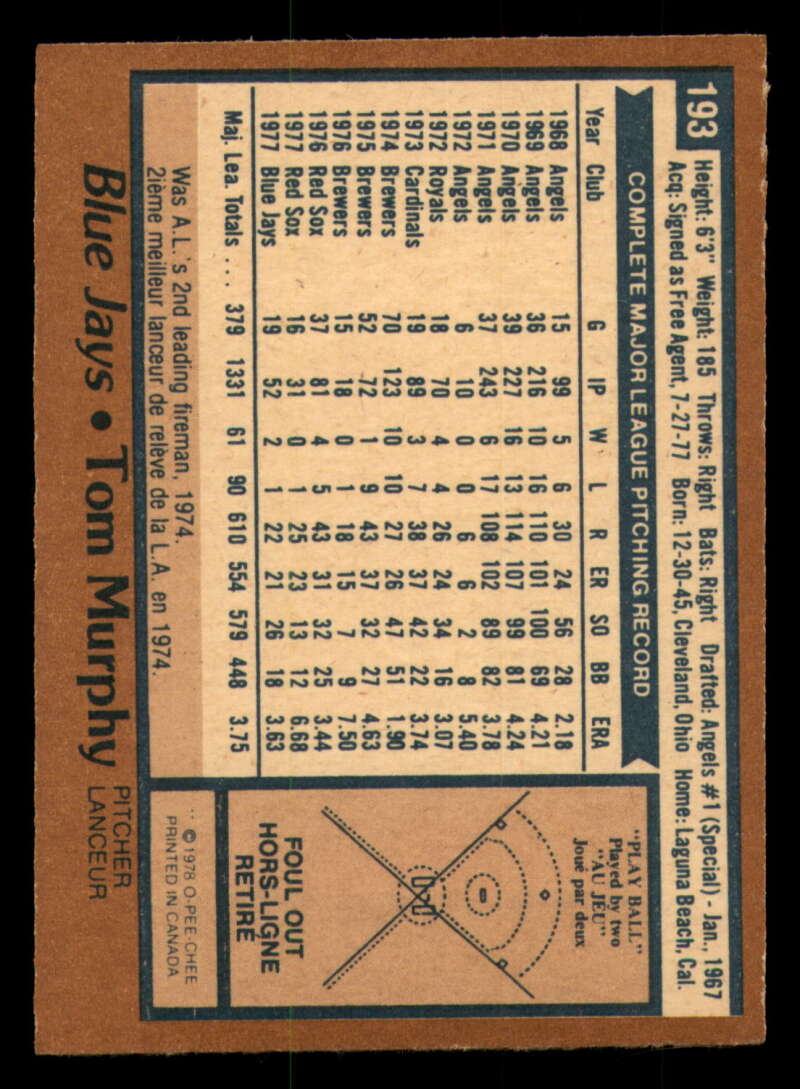 193
Height: 6'3" Weight: 185 Throws: Right Bats: Right Drafted: Angels #1 (Special) - Jan., 1967
Acq: Signed as Free Agent, 7-27-77 Born: 12-30-45, Cleveland, Ohio Home: Laguna Beach, Cal.
COMPLETE MAJOR LEAGUE PITCHING RECORD
Year Club G IP W L R ER SO BB ERA
1968 Angels 15 99 5 6 30 24 56 28 2.18
1969 Angels 36 216 10 16 110 101 100 69 4.21
1970 Angels 39 227 16 13 114 107 99 81 4.24
1971 Angels 37 243 6 17 108 102 89 82 3.78
1972 Angels 6 10 0 0 6 6 2 8 5.40
1972 Royals 18 70 4 4 26 24 34 16 3.07
1973 Cardinals 19 89 3 7 38 37 42 22 3.74
1974 Brewers 70 123 10 10 27 26 47 51 1.90
1975 Brewers 52 72 1 9 43 37 32 27 4.63
1976 Brewers 15 18 0 1 18 15 7 9 7.50
1976 Red Sox 37 81 4 5 43 31 32 25 3.44
1977 Red Sox 16 31 0 1 25 23 13 12 6.68
1977 Blue Jays 19 52 2 1 22 21 26 18 3.63
Maj. Lea. Totals ... 379 1331 61 90 610 554 579 448 3.75
Was A.L.'s 2nd leading fireman, 1974.
2ième meilleur lanceur de relève de la L.A. en 1974.
"PLAY BALL"
Played by two
"AU JEU"
Joué par deux
FOUL OUT
HORS-LIGNE
RETIRÉ
©1978 O-PEE-CHEE
PRINTED IN CANADA
Blue Jays • Tom Murphy PITCHER
LANCEUR